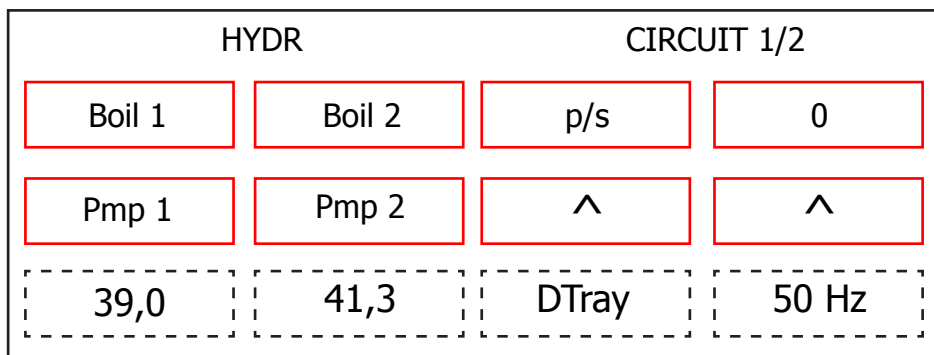 HYDR CIRCUIT 1/2
Boil 1 Boil 2 p/s 0
Pmp 1 Pmp 2 ^ ^
39,0 41,3 DTray 50 Hz